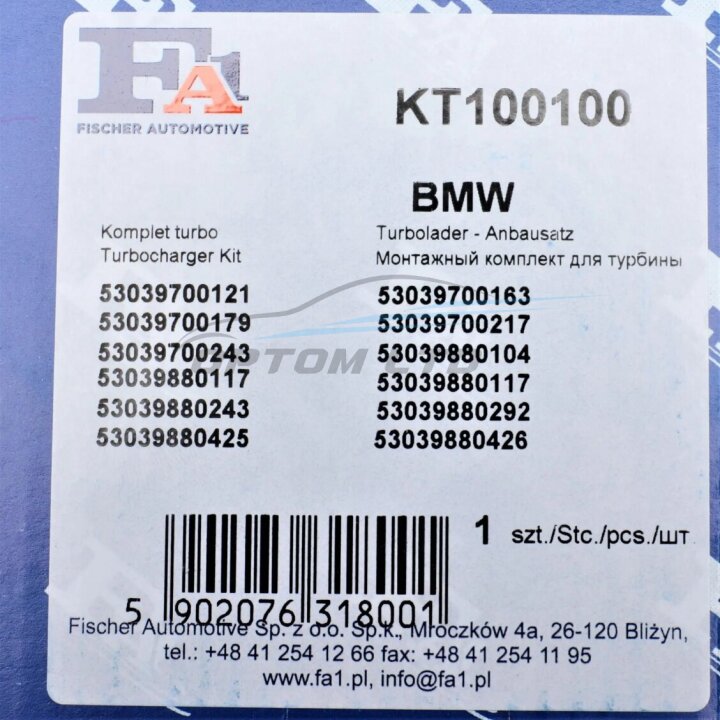 FA1
FISCHER AUTOMOTIVE
KT100100
BMW
Komplet turbo
Turbocharger Kit
Turbolader - Anbausatz
Монтажный комплект для турбины
53039700121
53039700179
53039700243
53039880117
53039880243
53039880425
53039700163
53039700217
53039880104
53039880117
53039880292
53039880426
OPTOM CTO
1 szt./Stc./pcs./шт
5 902076 318001
Fischer Automotive Sp. z o.o. Sp.k., Mroczków 4a, 26-120 Bliżyn,
tel.: +48 41 254 12 66 fax: +48 41 254 11 95
www.fa1.pl, info@fa1.pl